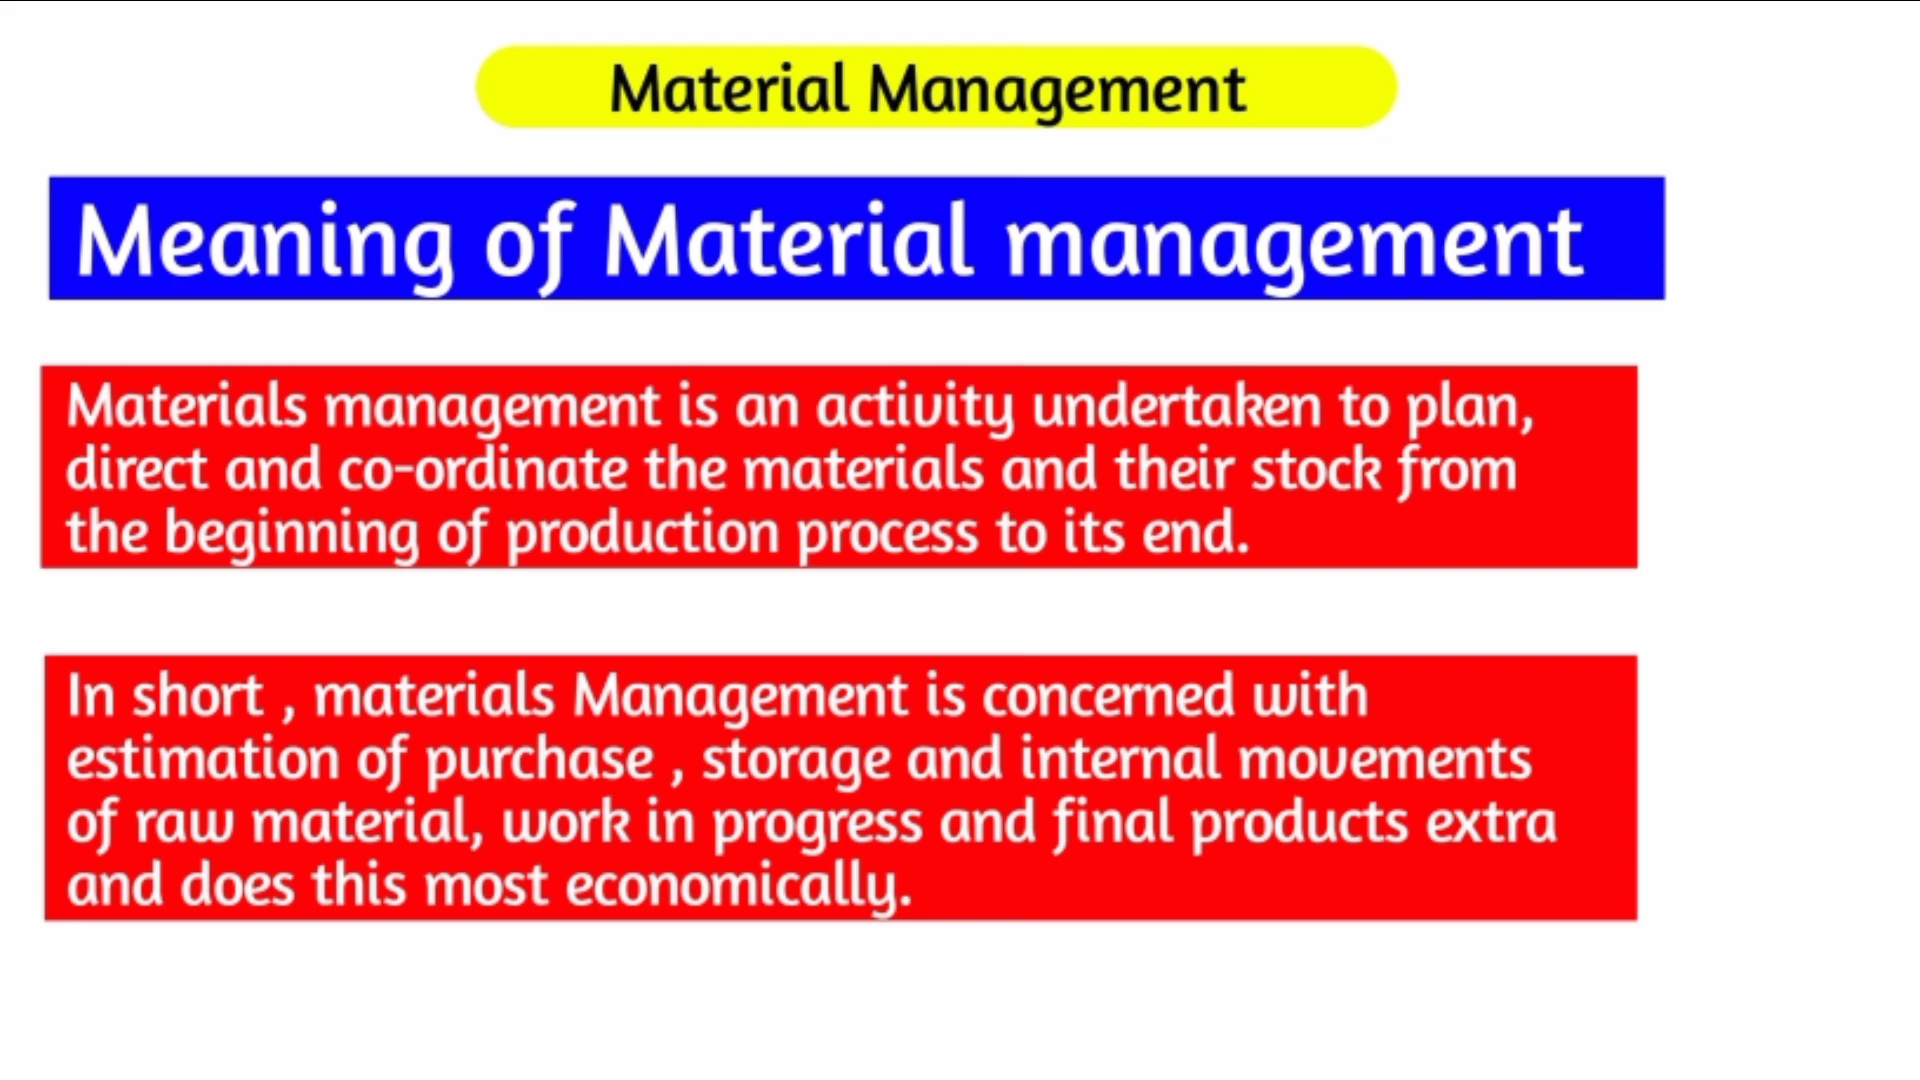 Material Management
Meaning of Material management
Materials management is an activity undertaken to plan,
direct and co-ordinate the materials and their stock from
the beginning of production process to its end.
In short , materials Management is concerned with
estimation of purchase , storage and internal movements
of raw material, work in progress and final products extra
and does this most economically.